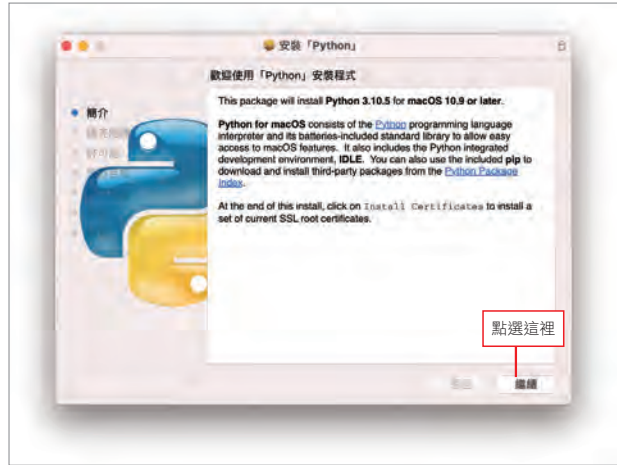 安裝「Python」
歡迎使用「Python」安裝程式
簡介
This package will install Python 3.10.5 for macOS 10.9 or later.
Python for macOS consists of the Python programming language
interpreter and its batteries-included standard library to allow easy
access to macOS features. It also includes the Python integrated
development environment, IDLE. You can also use the included pip to
download and install third-party packages from the Python Package
Index.
At the end of this install, click on Install Certificates to install a
set of current SSL root certificates.
點選這裡
繼續